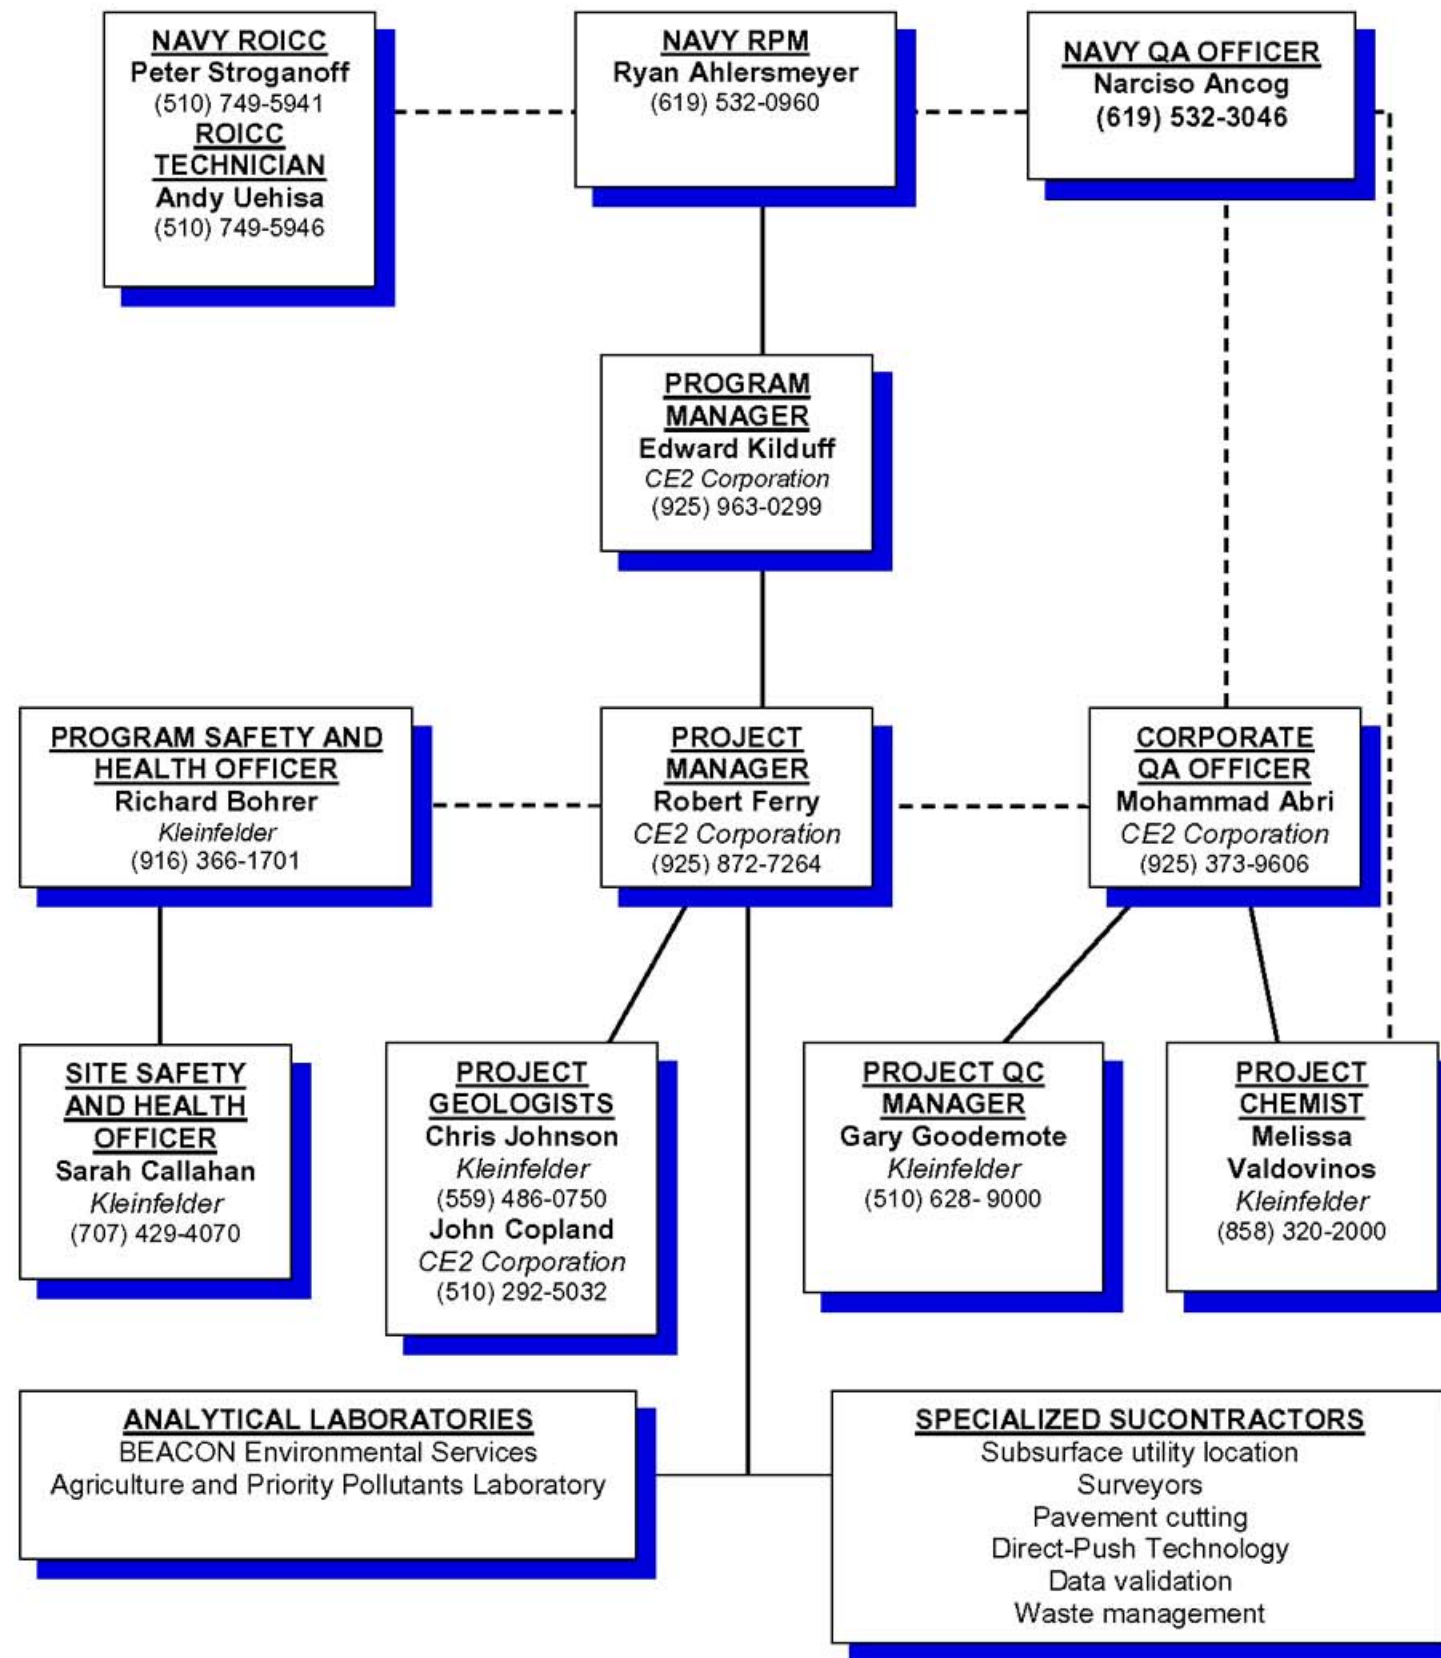 NAVY ROICC
Peter Stroganoff
(510) 749-5941
ROICC
TECHNICIAN
Andy Uehisa
(510) 749-5946
NAVY RPM
Ryan Ahlersmeyer
(619) 532-0960
NAVY QA OFFICER
Narciso Ancog
(619) 532-3046
PROGRAM
MANAGER
Edward Kilduff
CE2 Corporation
(925) 963-0299
PROGRAM SAFETY AND
HEALTH OFFICER
Richard Bohrer
Kleinfelder
(916) 366-1701
PROJECT
MANAGER
Robert Ferry
CE2 Corporation
(925) 872-7264
CORPORATE
QA OFFICER
Mohammad Abri
CE2 Corporation
(925) 373-9606
SITE SAFETY
AND HEALTH
OFFICER
Sarah Callahan
Kleinfelder
(707) 429-4070
PROJECT
GEOLOGISTS
Chris Johnson
Kleinfelder
(559) 486-0750
John Copland
CE2 Corporation
(510) 292-5032
PROJECT QC
MANAGER
Gary Goodemote
Kleinfelder
(510) 628- 9000
PROJECT
CHEMIST
Melissa
Valdovinos
Kleinfelder
(858) 320-2000
ANALYTICAL LABORATORIES
BEACON Environmental Services
Agriculture and Priority Pollutants Laboratory
SPECIALIZED SUCONTRACTORS
Subsurface utility location
Surveyors
Pavement cutting
Direct-Push Technology
Data validation
Waste management